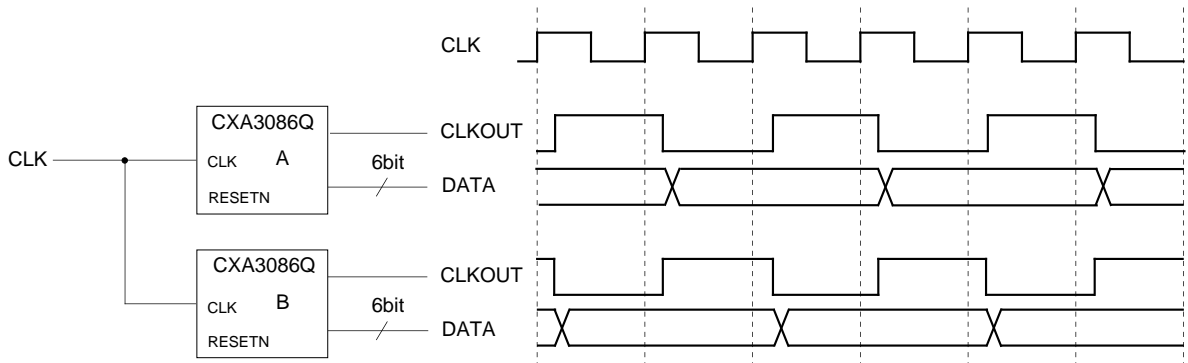 CLK
CXA3086Q
CLKOUT
CLK
CLK
A
6bit
DATA
RESETN
CXA3086Q
CLKOUT
CLK
B
6bit
DATA
RESETN